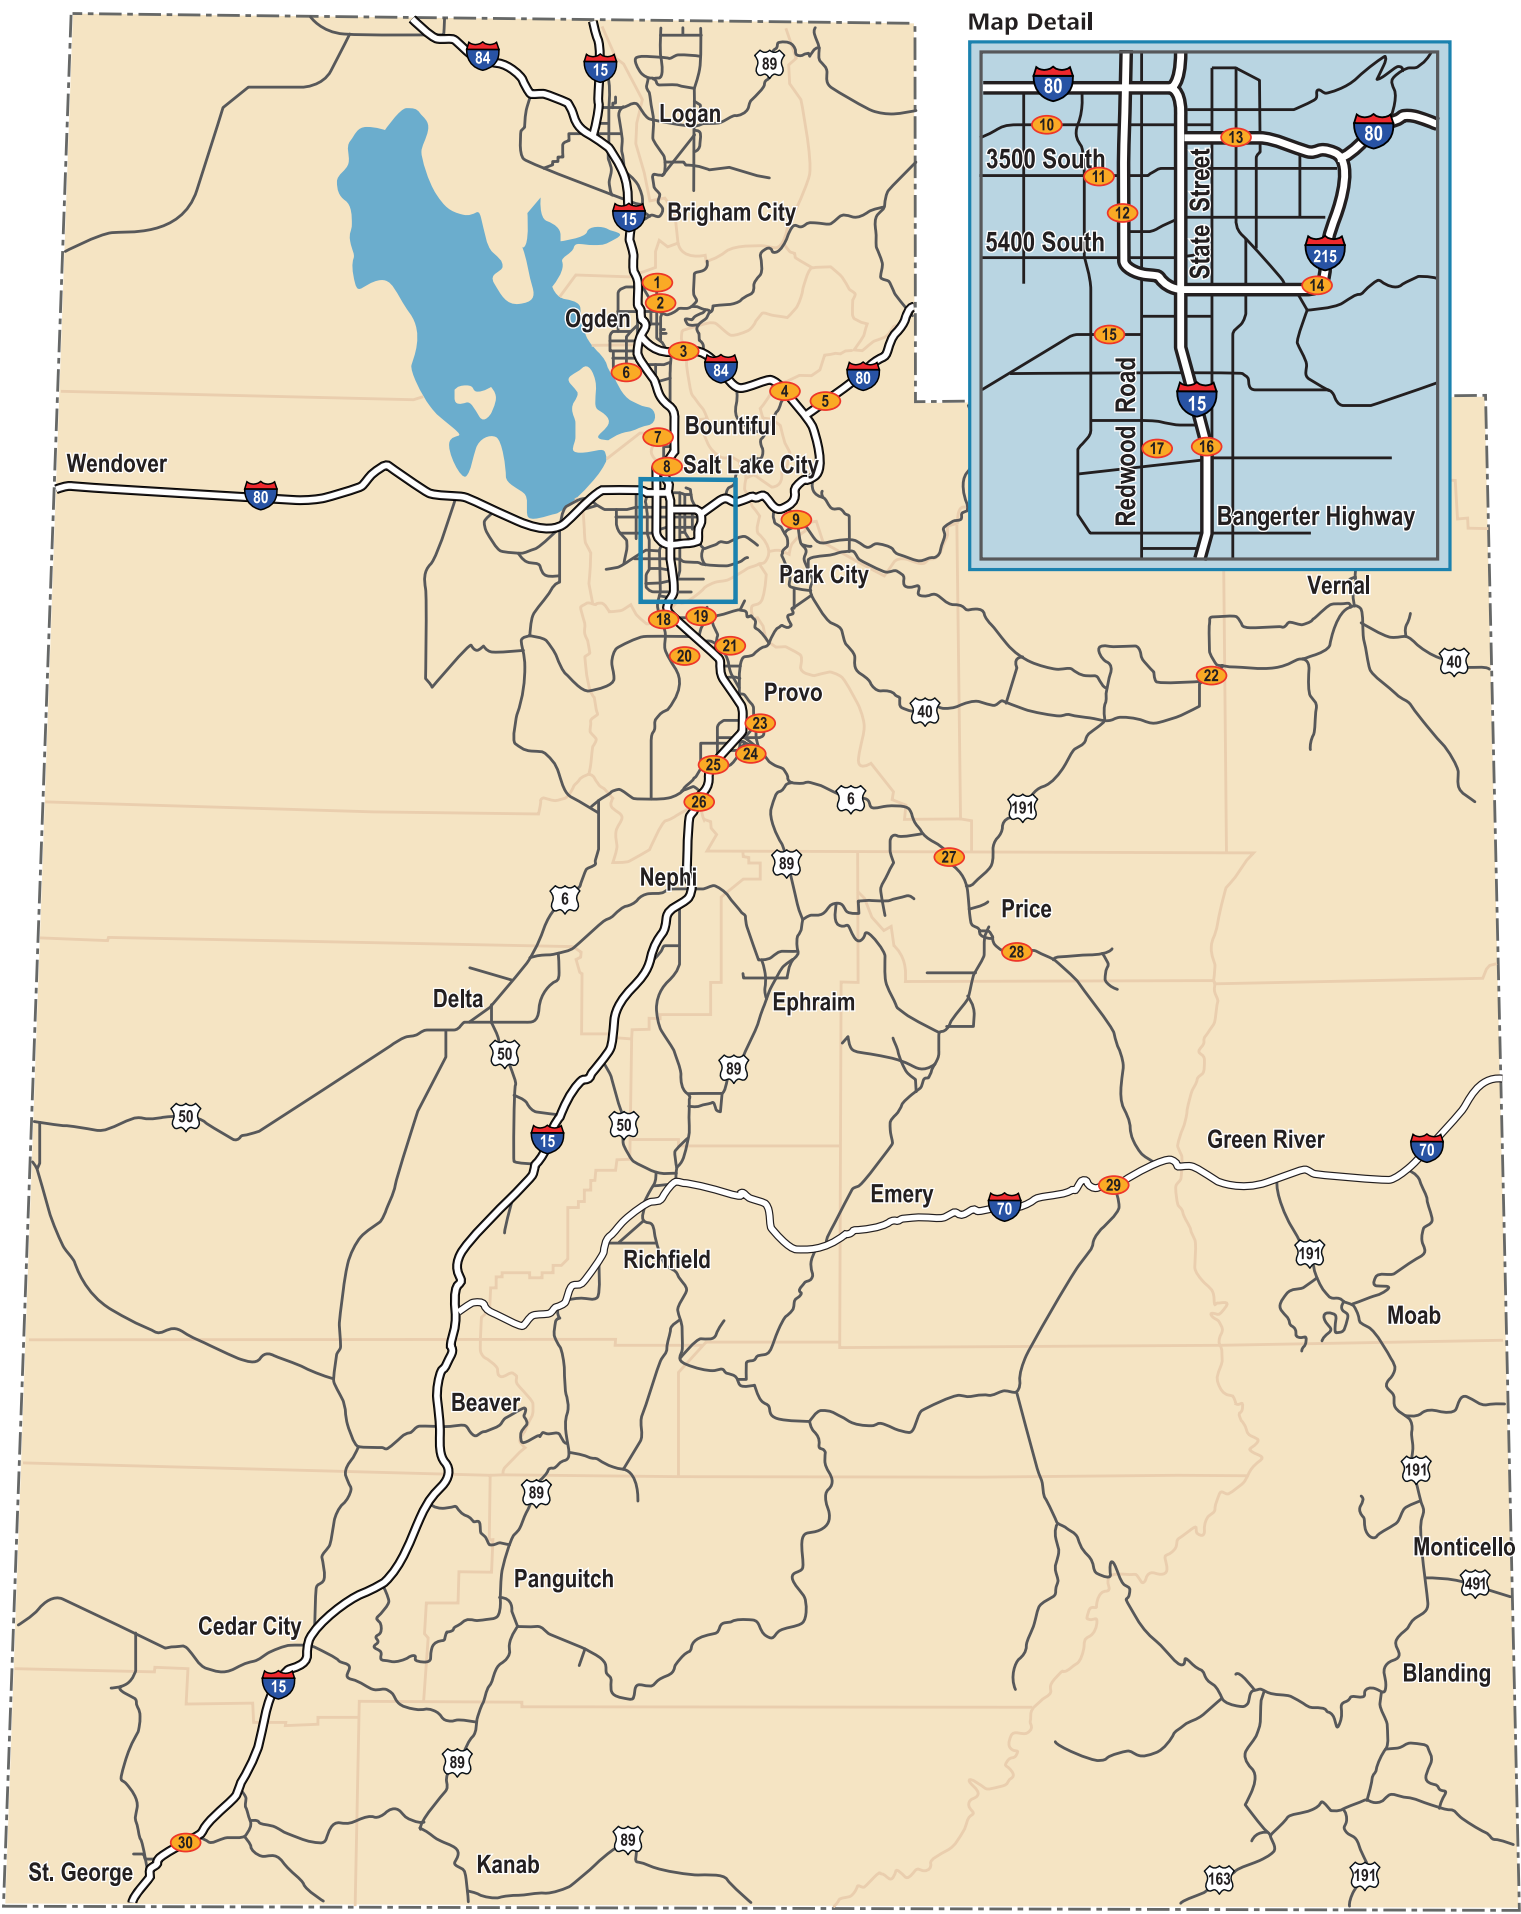 Map Detail
84
15
89
Logan
80
80
10
13
3500 South
11
State Street
12
5400 South
215
14
15
Redwood Road
15
17
16
Bangerter Highway
15
Brigham City
1
2
Ogden
3
84
6
80
4
5
Bountiful
7
Salt Lake City
8
Wendover
80
9
Park City
Vernal
18
19
21
20
40
22
Provo
40
23
24
25
26
6
191
27
89
Nephi
6
Price
28
Delta
Ephraim
50
89
50
50
15
Green River
70
Emery
29
70
Richfield
191
Moab
Beaver
191
89
Monticello
491
Panguitch
Cedar City
15
Blanding
89
30
89
St. George
Kanab
163
191